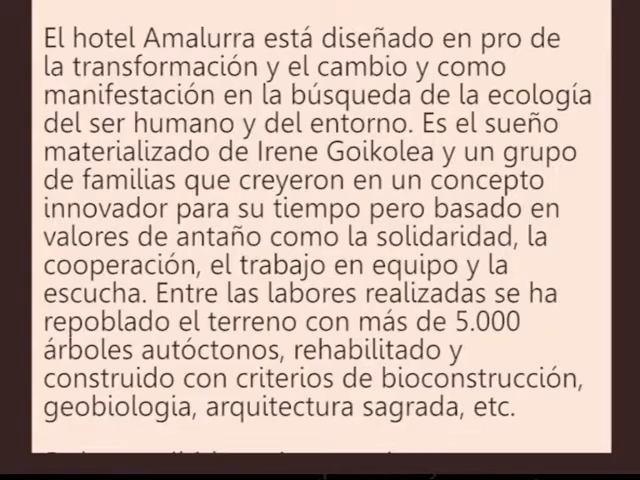 El hotel Amalurra está diseñado en pro de
la transformación y el cambio y como
manifestación en la búsqueda de la ecología
del ser humano y del entorno. Es el sueño
materializado de Irene Goikolea y un grupo
de familias que creyeron en un concepto
innovador para su tiempo pero basado en
valores de antaño como la solidaridad, la
cooperación, el trabajo en equipo y la
escucha. Entre las labores realizadas se ha
repoblado el terreno con más de 5.000
árboles autóctonos, rehabilitado y
construido con criterios de bioconstrucción,
geobiologia, arquitectura sagrada, etc.